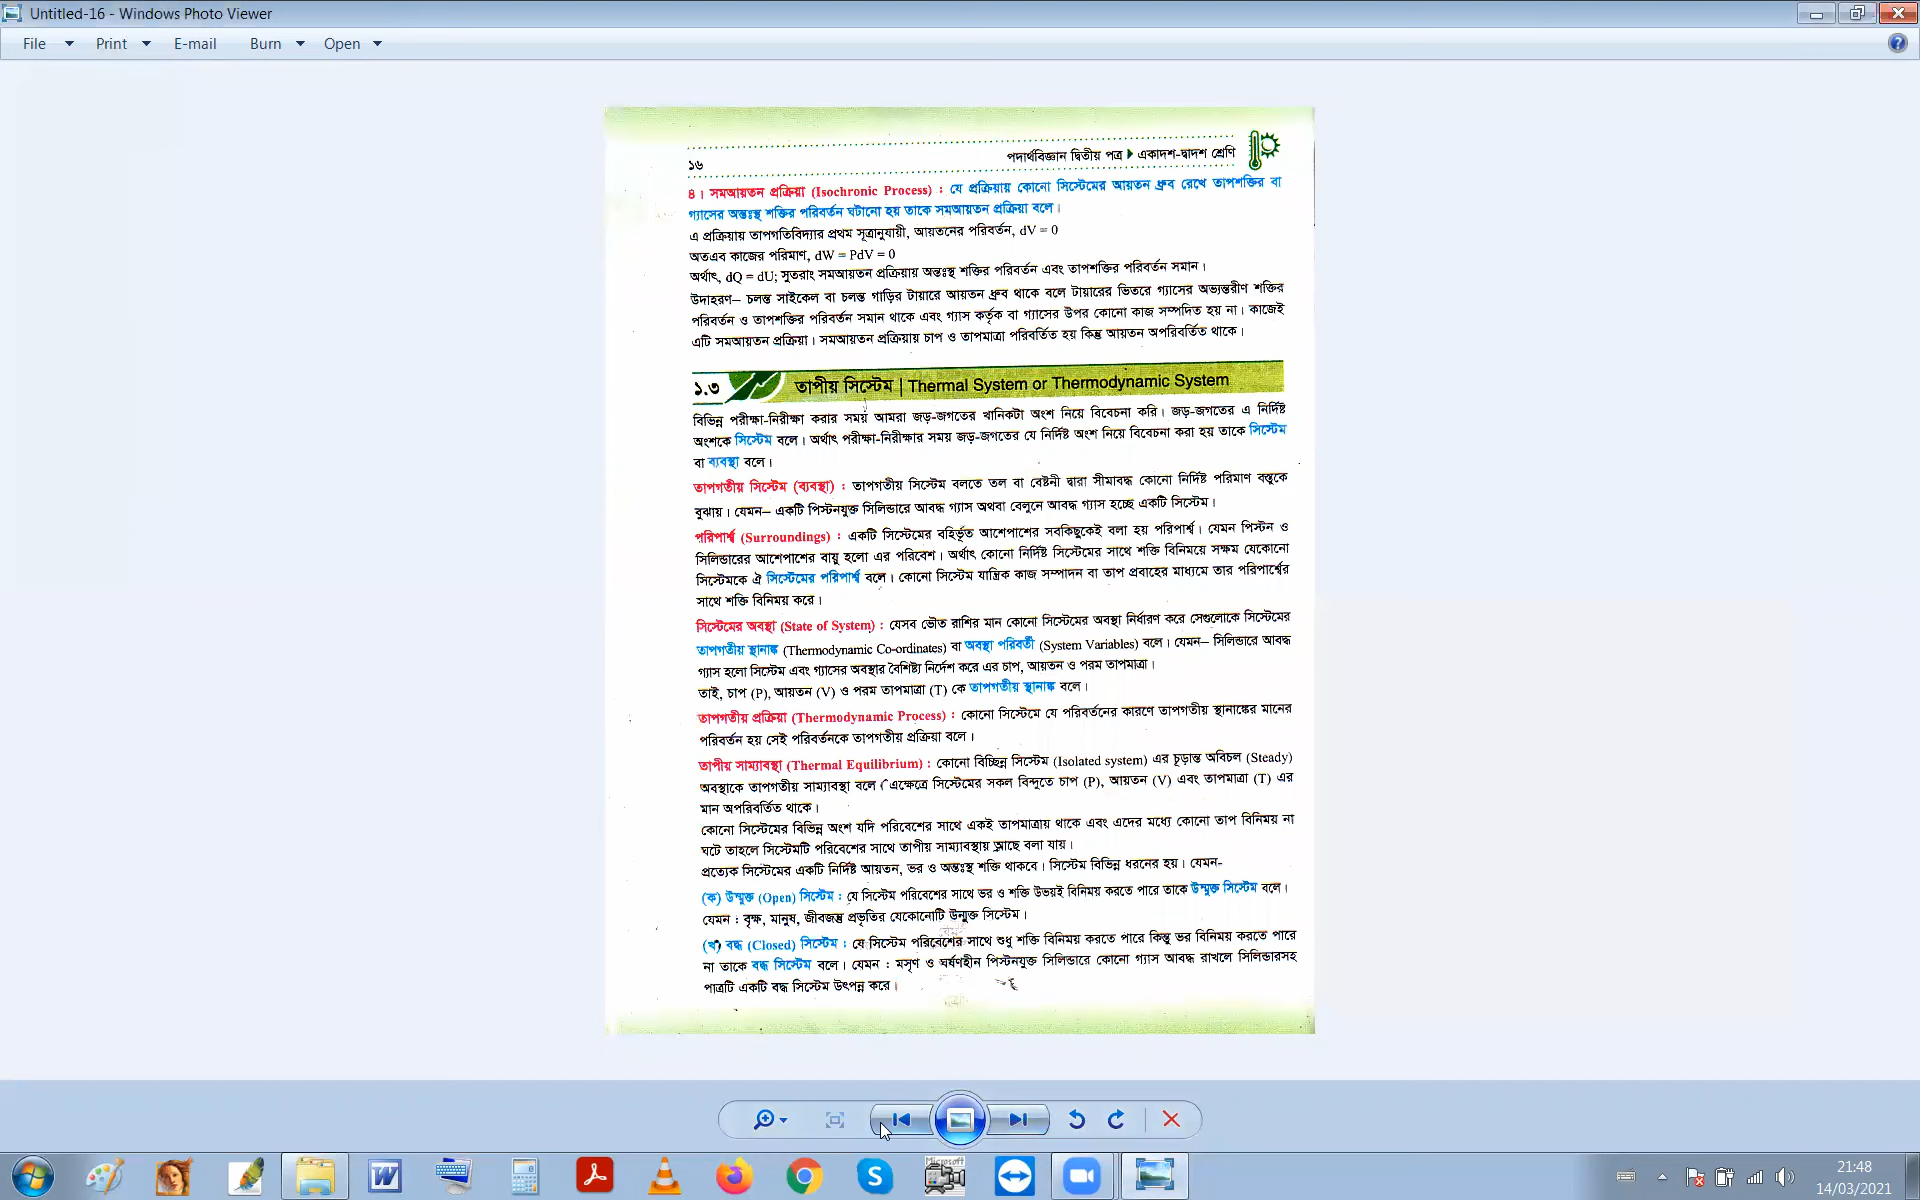 Untitled-16 - Windows Photo Viewer
File Print E-mail Burn Open
১৬
পদার্থবিজ্ঞান দ্বিতীয় পত্র ▶ একাদশ-দ্বাদশ শ্রেণি
৪। সমআয়তন প্রক্রিয়া (Isochronic Process) : যে প্রক্রিয়ায় কোনো সিস্টেমের আয়তন ধ্রুব রেখে তাপশক্তির বা
গ্যাসের অন্তঃস্থ শক্তির পরিবর্তন ঘটানো হয় তাকে সমআয়তন প্রক্রিয়া বলে।
এ প্রক্রিয়ায় তাপগতিবিদ্যার প্রথম সূত্রানুযায়ী, আয়তনের পরিবর্তন, dV = 0
অতএব কাজের পরিমাণ, dW = PdV = 0
অর্থাৎ, dQ = dU; সুতরাং সমআয়তন প্রক্রিয়ায় অন্তঃস্থ শক্তির পরিবর্তন এবং তাপশক্তির পরিবর্তন সমান।
উদাহরণ– চলন্ত সাইকেল বা চলন্ত গাড়ির টায়ারে আয়তন ধ্রুব থাকে বলে টায়ারের ভিতরে গ্যাসের অভ্যন্তরীণ শক্তির
পরিবর্তন ও তাপশক্তির পরিবর্তন সমান থাকে এবং গ্যাস কর্তৃক বা গ্যাসের উপর কোনো কাজ সম্পদিত হয় না। কাজেই
এটি সমআয়তন প্রক্রিয়া। সমআয়তন প্রক্রিয়ায় চাপ ও তাপমাত্রা পরিবর্তিত হয় কিন্তু আয়তন অপরিবর্তিত থাকে।
১.৩ তাপীয় সিস্টেম | Thermal System or Thermodynamic System
বিভিন্ন পরীক্ষা-নিরীক্ষা করার সময় আমরা জড়-জগতের খানিকটা অংশ নিয়ে বিবেচনা করি। জড়-জগতের এ নির্দিষ্ট
অংশকে সিস্টেম বলে। অর্থাৎ পরীক্ষা-নিরীক্ষার সময় জড়-জগতের যে নির্দিষ্ট অংশ নিয়ে বিবেচনা করা হয় তাকে সিস্টেম
বা ব্যবস্থা বলে।
তাপগতীয় সিস্টেম (ব্যবস্থা) : তাপগতীয় সিস্টেম বলতে তল বা বেষ্টনী দ্বারা সীমাবদ্ধ কোনো নির্দিষ্ট পরিমাণ বস্তুকে
বুঝায়। যেমন– একটি পিস্টনযুক্ত সিলিন্ডারে আবদ্ধ গ্যাস অথবা বেলুনে আবদ্ধ গ্যাস হচ্ছে একটি সিস্টেম।
পরিপার্শ্ব (Surroundings) : একটি সিস্টেমের বহির্ভূত আশেপাশের সবকিছুকেই বলা হয় পরিপার্শ্ব। যেমন পিস্টন ও
সিলিন্ডারের আশেপাশের বায়ু হলো এর পরিবেশ। অর্থাৎ কোনো নির্দিষ্ট সিস্টেমের সাথে শক্তি বিনিময়ে সক্ষম যেকোনো
সিস্টেমকে ঐ সিস্টেমের পরিপার্শ্ব বলে। কোনো সিস্টেম যান্ত্রিক কাজ সম্পাদন বা তাপ প্রবাহের মাধ্যমে তার পরিপার্শ্বের
সাথে শক্তি বিনিময় করে।
সিস্টেমের অবস্থা (State of System) : যেসব ভৌত রাশির মান কোনো সিস্টেমের অবস্থা নির্ধারণ করে সেগুলোকে সিস্টেমের
তাপগতীয় স্থানাঙ্ক (Thermodynamic Co-ordinates) বা অবস্থা পরিবর্তী (System Variables) বলে। যেমন– সিলিন্ডারে আবদ্ধ
গ্যাস হলো সিস্টেম এবং গ্যাসের অবস্থার বৈশিষ্ট্য নির্দেশ করে এর চাপ, আয়তন ও পরম তাপমাত্রা।
তাই, চাপ (P), আয়তন (V) ও পরম তাপমাত্রা (T) কে তাপগতীয় স্থানাঙ্ক বলে।
তাপগতীয় প্রক্রিয়া (Thermodynamic Process) : কোনো সিস্টেমে যে পরিবর্তনের কারণে তাপগতীয় স্থানাঙ্কের মানের
পরিবর্তন হয় সেই পরিবর্তনকে তাপগতীয় প্রক্রিয়া বলে।
তাপীয় সাম্যাবস্থা (Thermal Equilibrium) : কোনো বিচ্ছিন্ন সিস্টেম (Isolated system) এর চূড়ান্ত অবিচল (Steady)
অবস্থাকে তাপগতীয় সাম্যাবস্থা বলে। এক্ষেত্রে সিস্টেমের সকল বিন্দুতে চাপ (P), আয়তন (V) এবং তাপমাত্রা (T) এর
মান অপরিবর্তিত থাকে।
কোনো সিস্টেমের বিভিন্ন অংশ যদি পরিবেশের সাথে একই তাপমাত্রায় থাকে এবং এদের মধ্যে কোনো তাপ বিনিময় না
ঘটে তাহলে সিস্টেমটি পরিবেশের সাথে তাপীয় সাম্যাবস্থায় আছে বলা যায়।
প্রত্যেক সিস্টেমের একটি নির্দিষ্ট আয়তন, ভর ও অন্তঃস্থ শক্তি থাকবে। সিস্টেম বিভিন্ন ধরনের হয়। যেমন-
(ক) উন্মুক্ত (Open) সিস্টেম : যে সিস্টেম পরিবেশের সাথে ভর ও শক্তি উভয়ই বিনিময় করতে পারে তাকে উন্মুক্ত সিস্টেম বলে।
যেমন : বৃক্ষ, মানুষ, জীবজন্তু প্রভৃতির যেকোনোটি উন্মুক্ত সিস্টেম।
(খ) বদ্ধ (Closed) সিস্টেম : যে সিস্টেম পরিবেশের সাথে শুধু শক্তি বিনিময় করতে পারে কিন্তু ভর বিনিময় করতে পারে
না তাকে বদ্ধ সিস্টেম বলে। যেমন : মসৃণ ও ঘর্ষণহীন পিস্টনযুক্ত সিলিন্ডারে কোনো গ্যাস আবদ্ধ রাখলে সিলিন্ডারসহ
পাত্রটি একটি বদ্ধ সিস্টেম উৎপন্ন করে।
Microsoft
21:48
14/03/2021